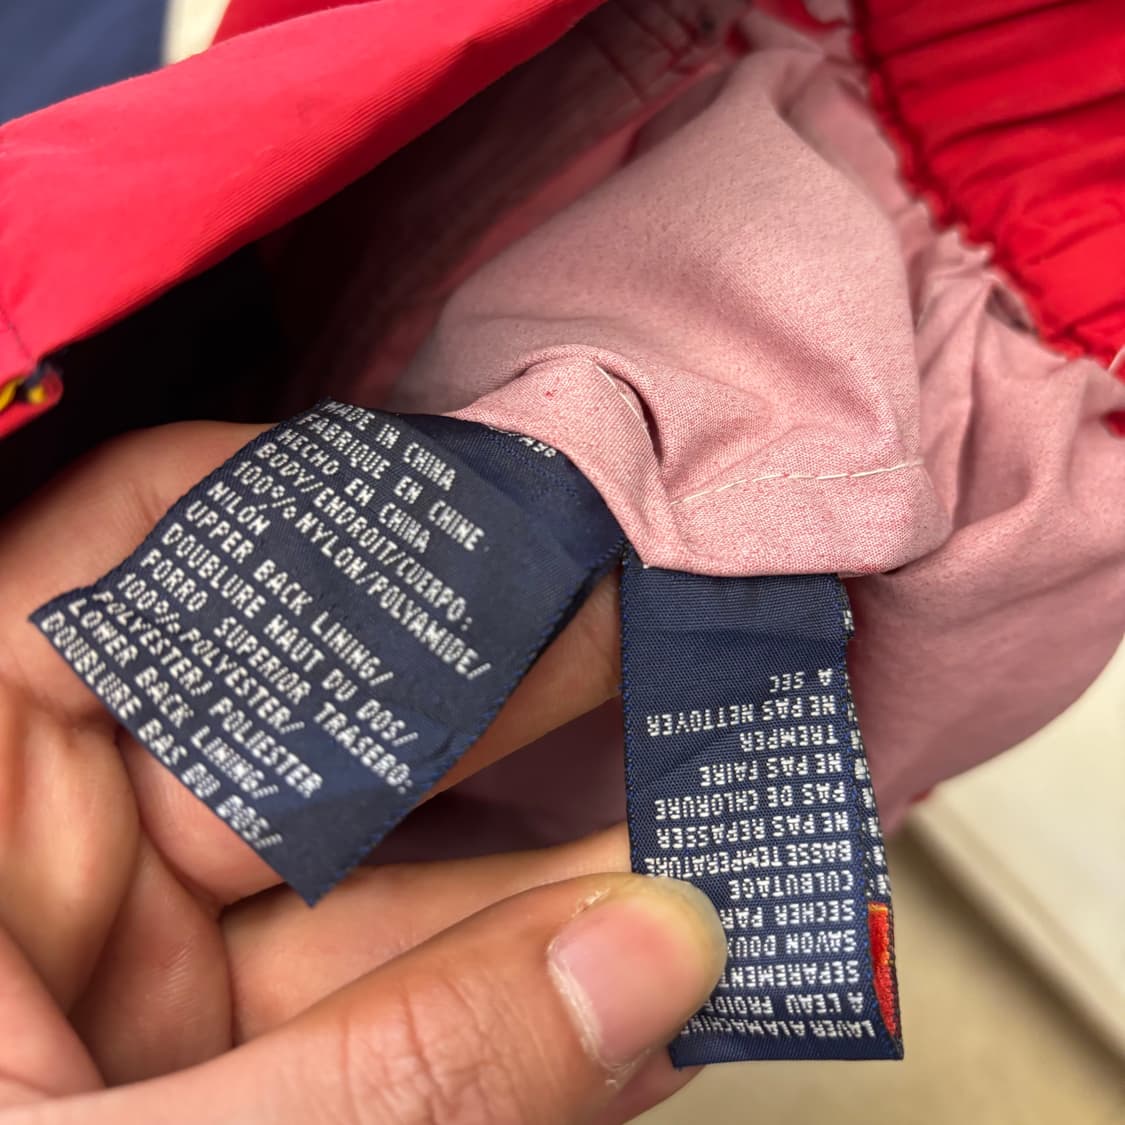 MADE IN CHINA
FABRIQUE EN CHINE
HECHO EN CHINA
BODY/ENDROIT/CUERPO:
100% NYLON/POLYAMIDE/
NILON
UPPER BACK LINING/
DOUBLURE HAUT DU DOS/
FORRO SUPERIOR TRASERO:
100% POLYESTER/
POLYESTER/ POLIESTER
LOWER BACK LINING/
DOUBLURE BAS DU DOS/
LAVER A LA MACHINE
A L'EAU FROIDE
SEPAREMEN
SAVON DOUX
SECHER PAR
CULBUTAGE
BASSE TEMPERATURE
NE PAS REPASSER
PAS DE CHLORURE
NE PAS FAIRE
TREMPER
NE PAS NETTOYER
A SEC